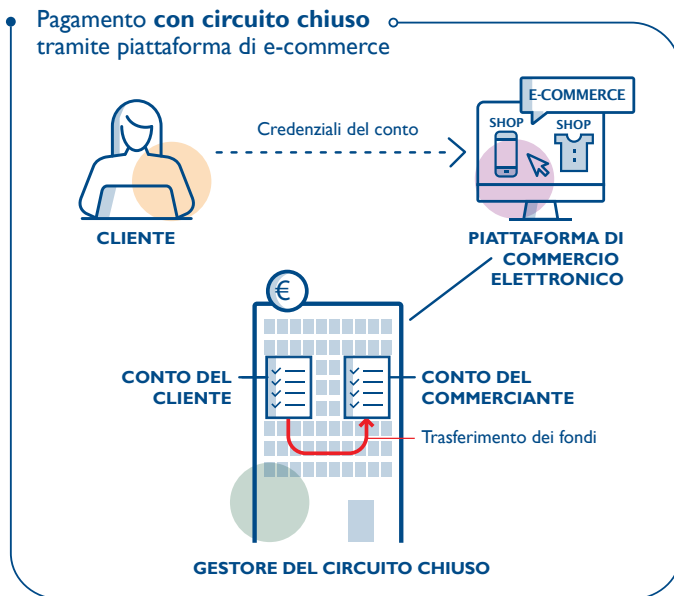 Pagamento con circuito chiuso
tramite piattaforma di e-commerce
E-COMMERCE
SHOP
SHOP
Credenziali del conto
CLIENTE
PIATTAFORMA DI
COMMERCIO
ELETTRONICO
€
CONTO DEL
CLIENTE
CONTO DEL
COMMERCIANTE
Trasferimento dei fondi
GESTORE DEL CIRCUITO CHIUSO